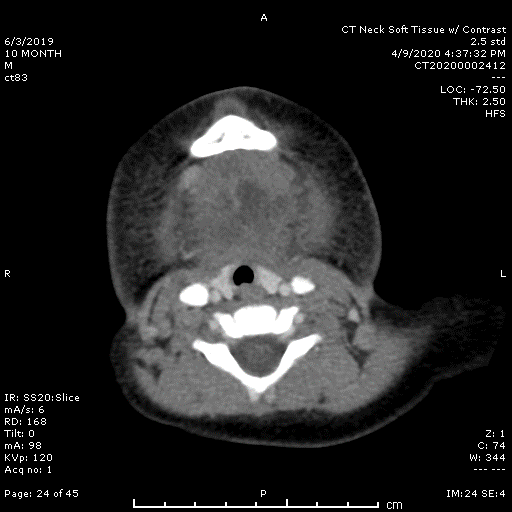 A
6/3/2019
10 MONTH
M
ct83
CT Neck Soft Tissue w/ Contrast
2.5 std
4/9/2020 4:37:32 PM
CT20200002412
---
LOC: -72.50
THK: 2.50
HFS
R
L
IR: SS20:Slice
mA/s: 6
RD: 168
Tilt: 0
mA: 98
KVp: 120
Acq no: 1
Page: 24 of 45
P
cm
Z: 1
C: 74
W: 344
--- ---
IM:24 SE:4